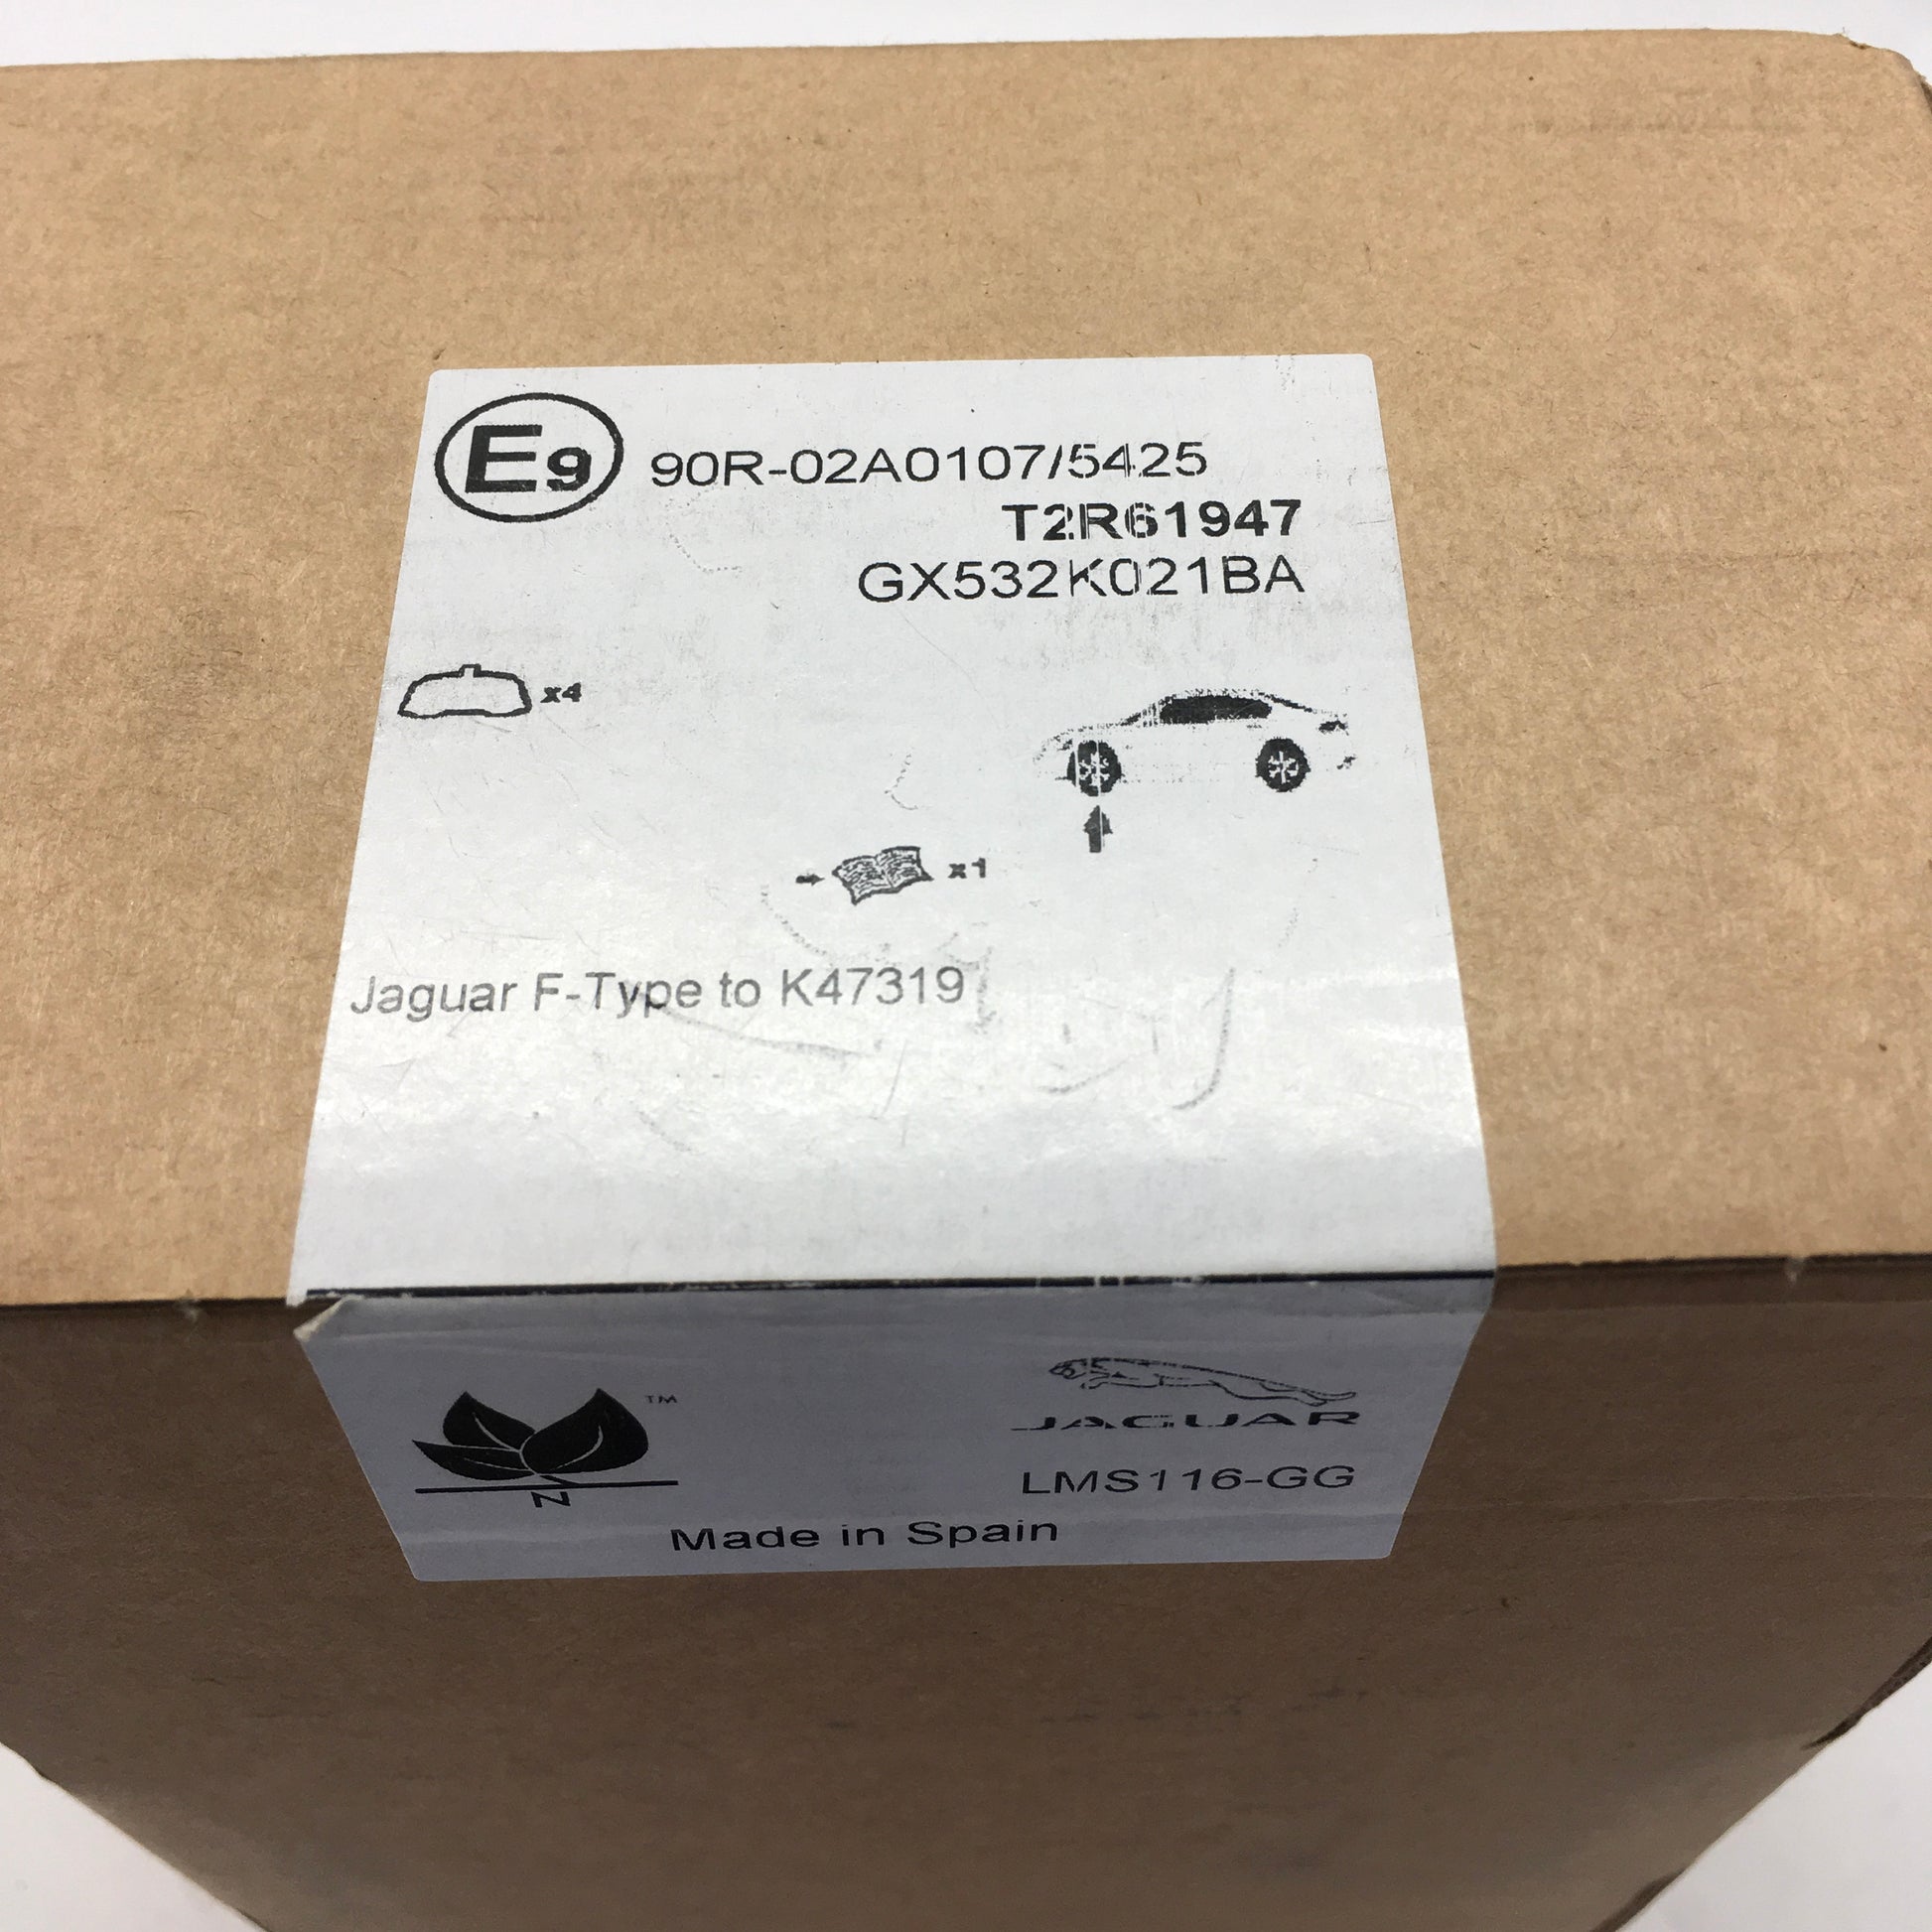 E9 90R-02A0107/5425
T2R61947
GX532K021BA
x4
x1
Jaguar F-Type to K47319
TM
N
JAGUAR
LMS116-GG
Made in Spain